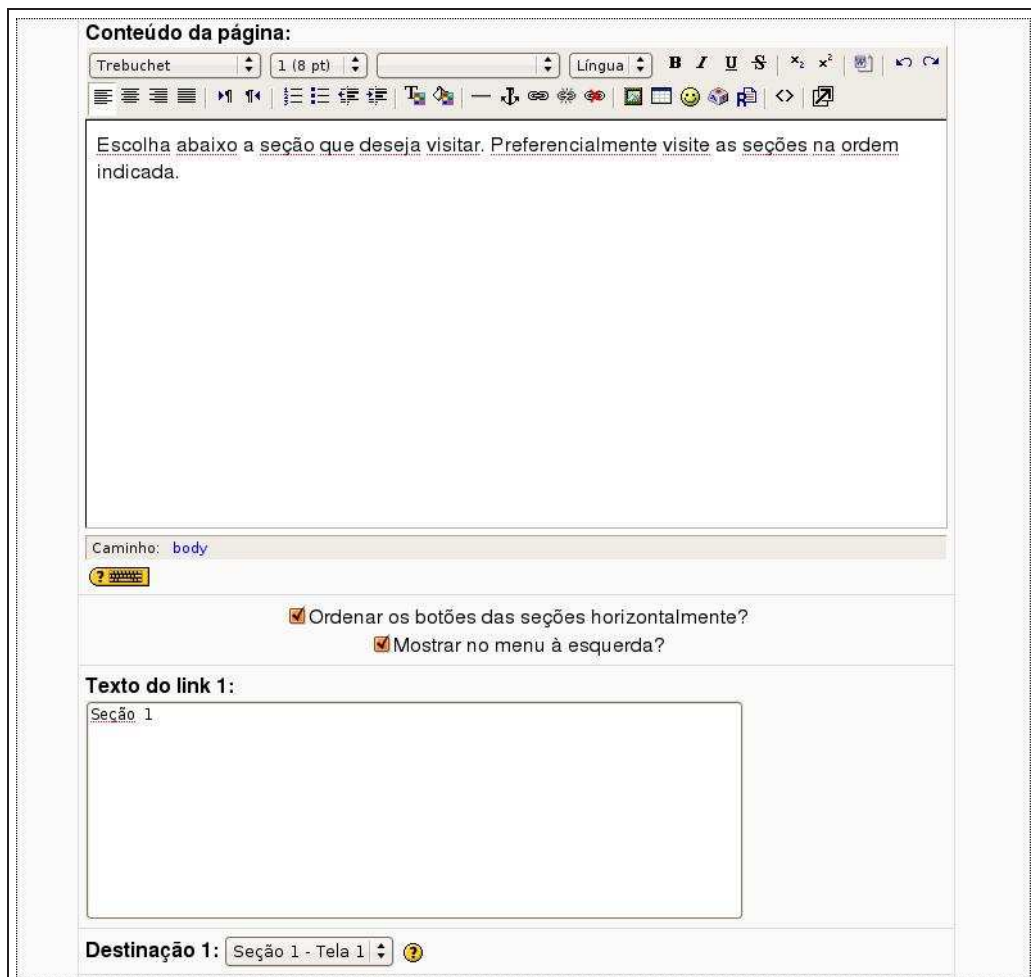 Conteúdo da página:
Trebuchet 1 (8 pt) Língua B I U S x₂ x²
Escolha abaixo a seção que deseja visitar. Preferencialmente visite as seções na ordem
indicada.
Caminho: body
?
Ordenar os botões das seções horizontalmente?
Mostrar no menu à esquerda?
Texto do link 1:
Seção 1
Destinação 1: Seção 1 - Tela 1 ?